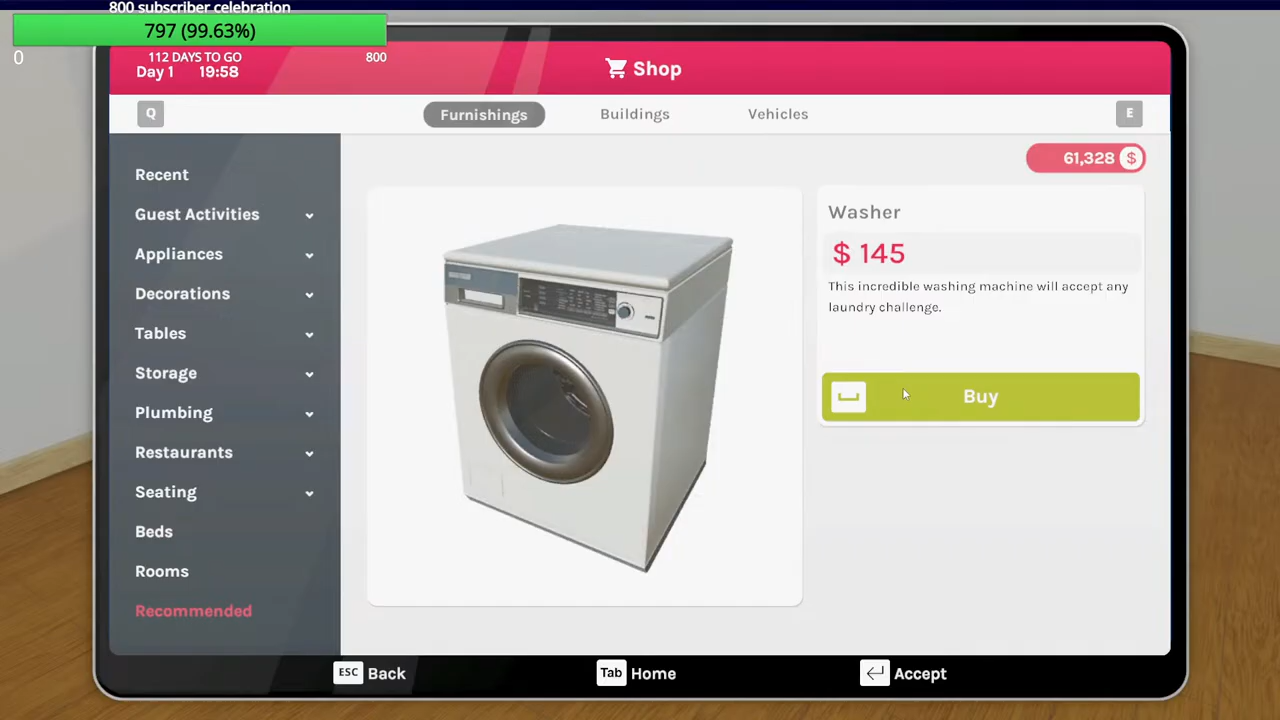 800 subscriber celebration
797 (99.63%)
0
112 DAYS TO GO
800
Day 1 19:58
Shop
Q
Furnishings
Buildings
Vehicles
E
61,328 $
Recent
Guest Activities
Appliances
Decorations
Tables
Storage
Plumbing
Restaurants
Seating
Beds
Rooms
Recommended
Washer
$ 145
This incredible washing machine will accept any
laundry challenge.
Buy
ESC Back
Tab Home
Accept